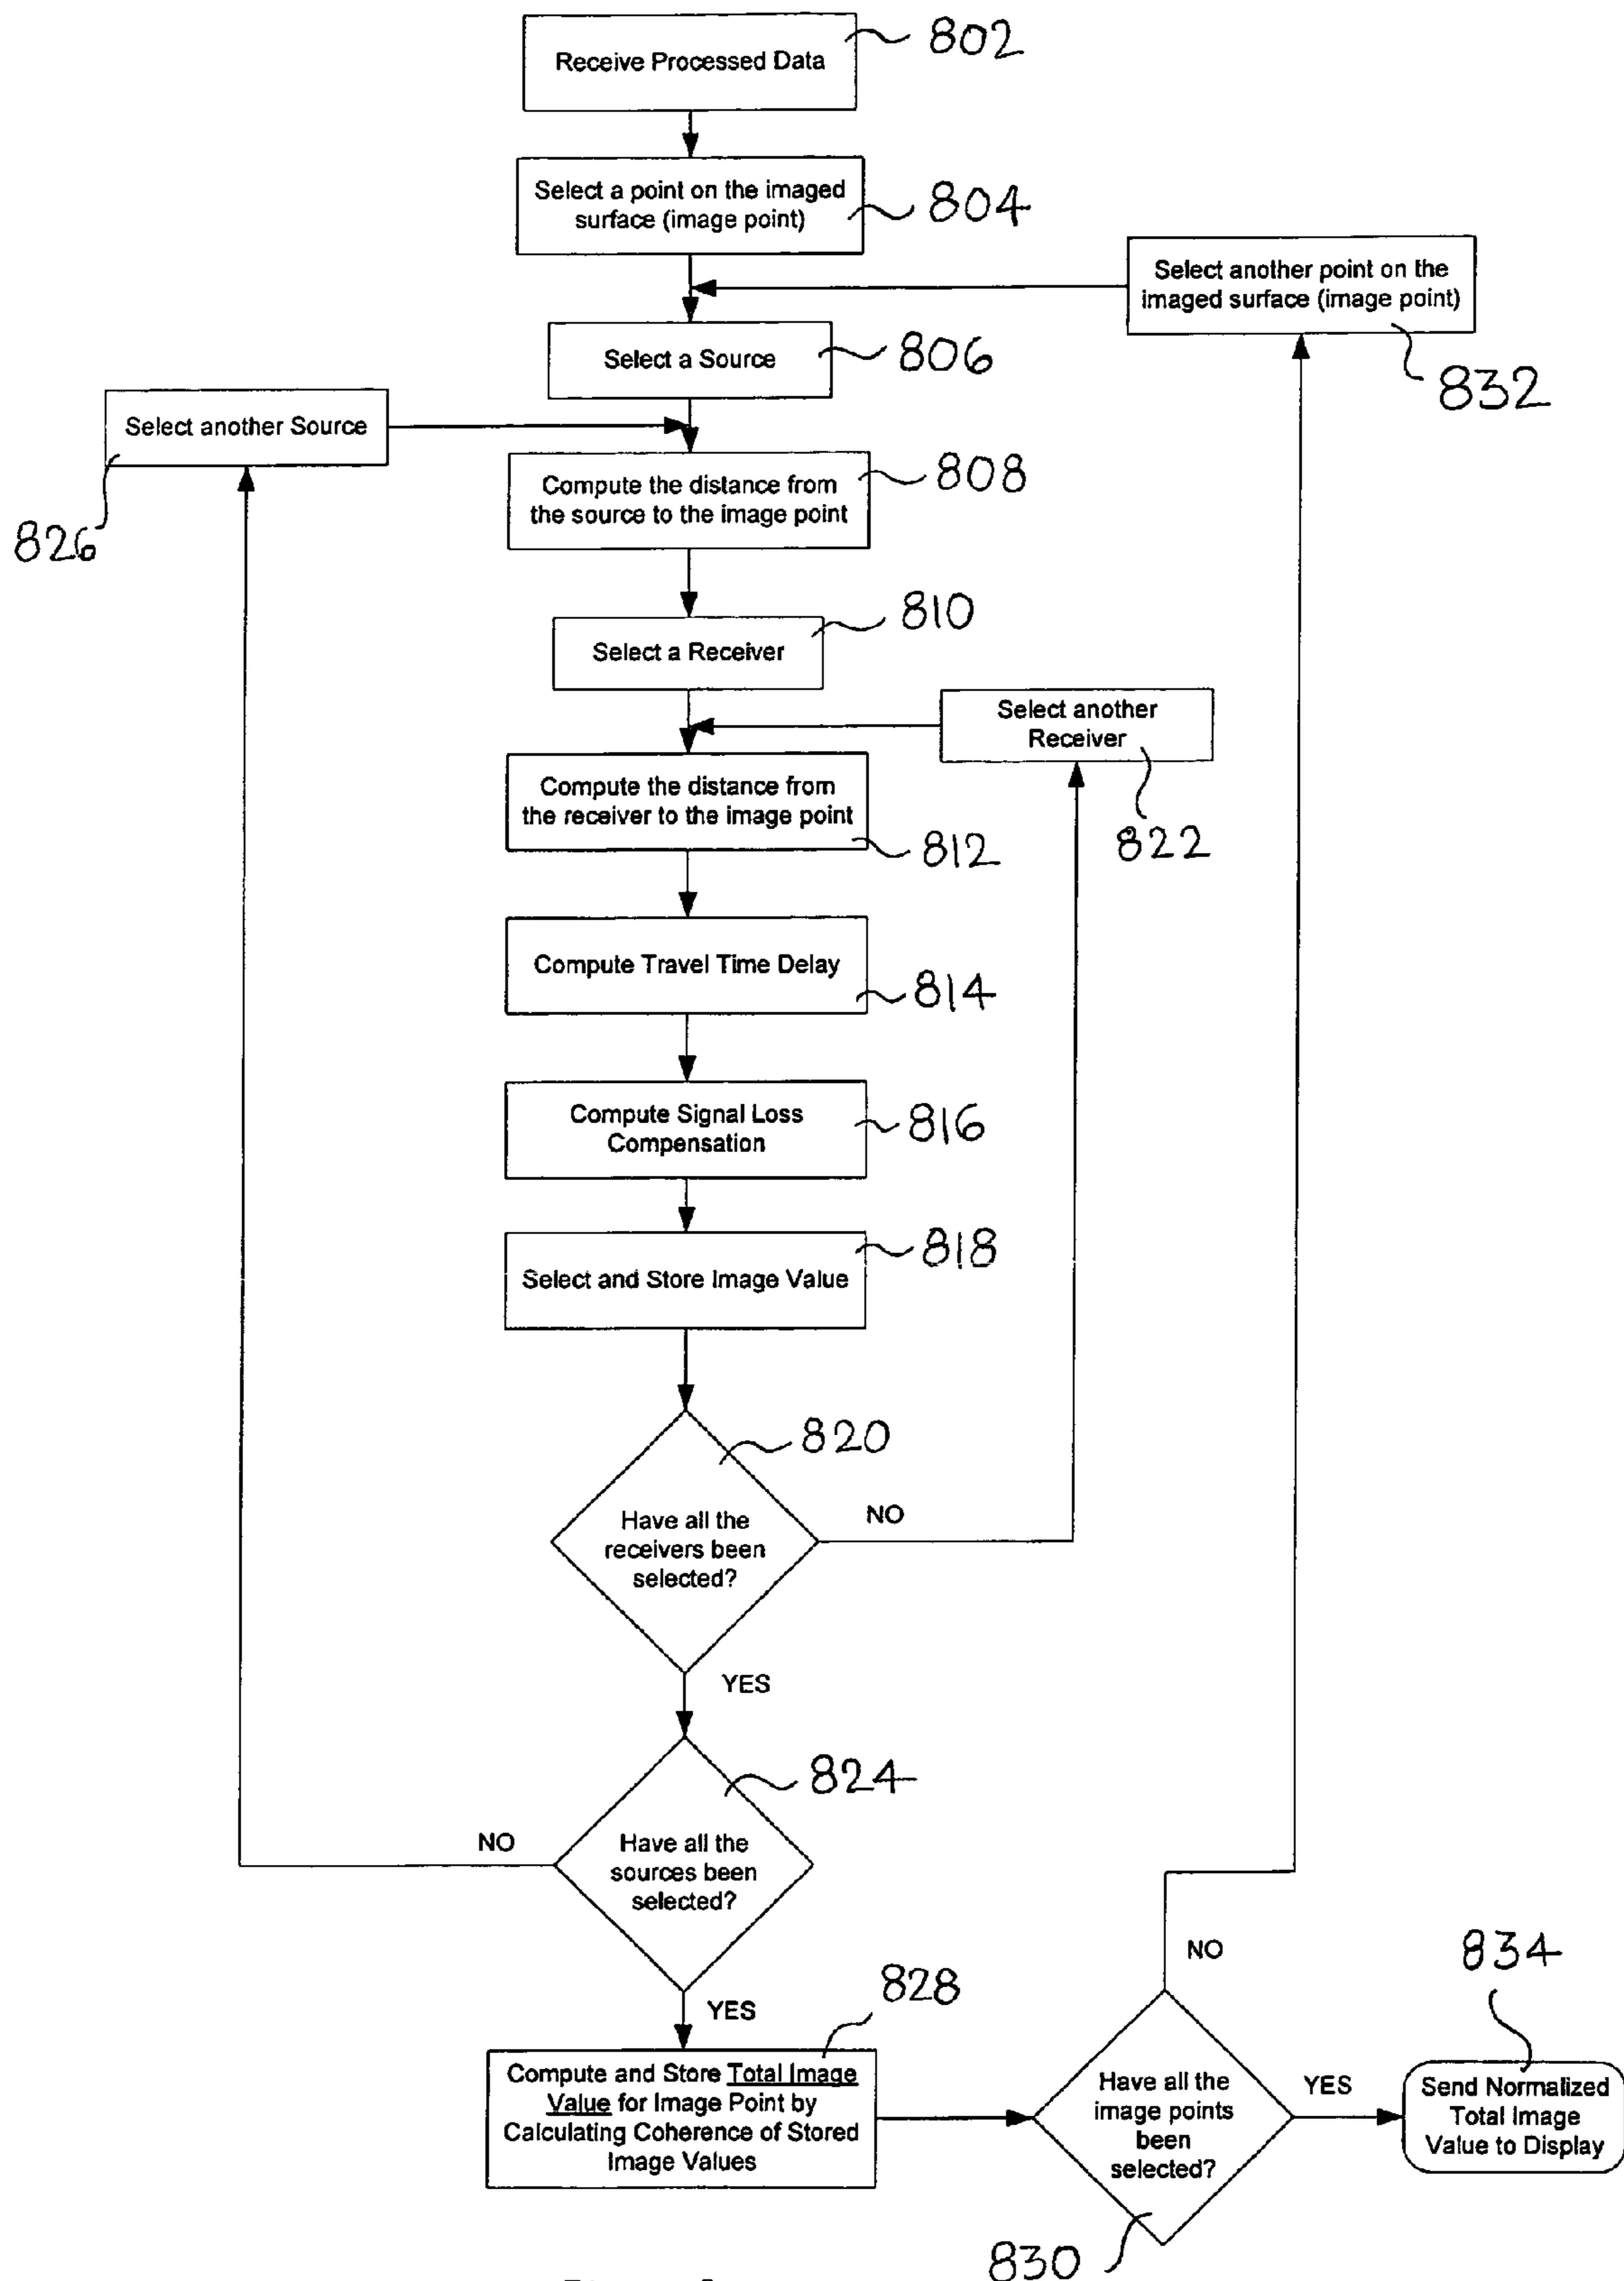 Receive Processed Data
802
Select a point on the imaged
surface (image point)
804
Select another point on the
imaged surface (image point)
832
Select a Source
806
Select another Source
826
Compute the distance from
the source to the image point
808
Select a Receiver
810
Select another
Receiver
822
Compute the distance from
the receiver to the image point
812
Compute Travel Time Delay
814
Compute Signal Loss
Compensation
816
Select and Store Image Value
818
820
Have all the
receivers been
selected?
NO
YES
824
Have all the
sources been
selected?
NO
YES
828
Compute and Store Total Image
Value for Image Point by
Calculating Coherence of Stored
Image Values
NO
Have all the
image points
been
selected?
830
YES
834
Send Normalized
Total Image
Value to Display